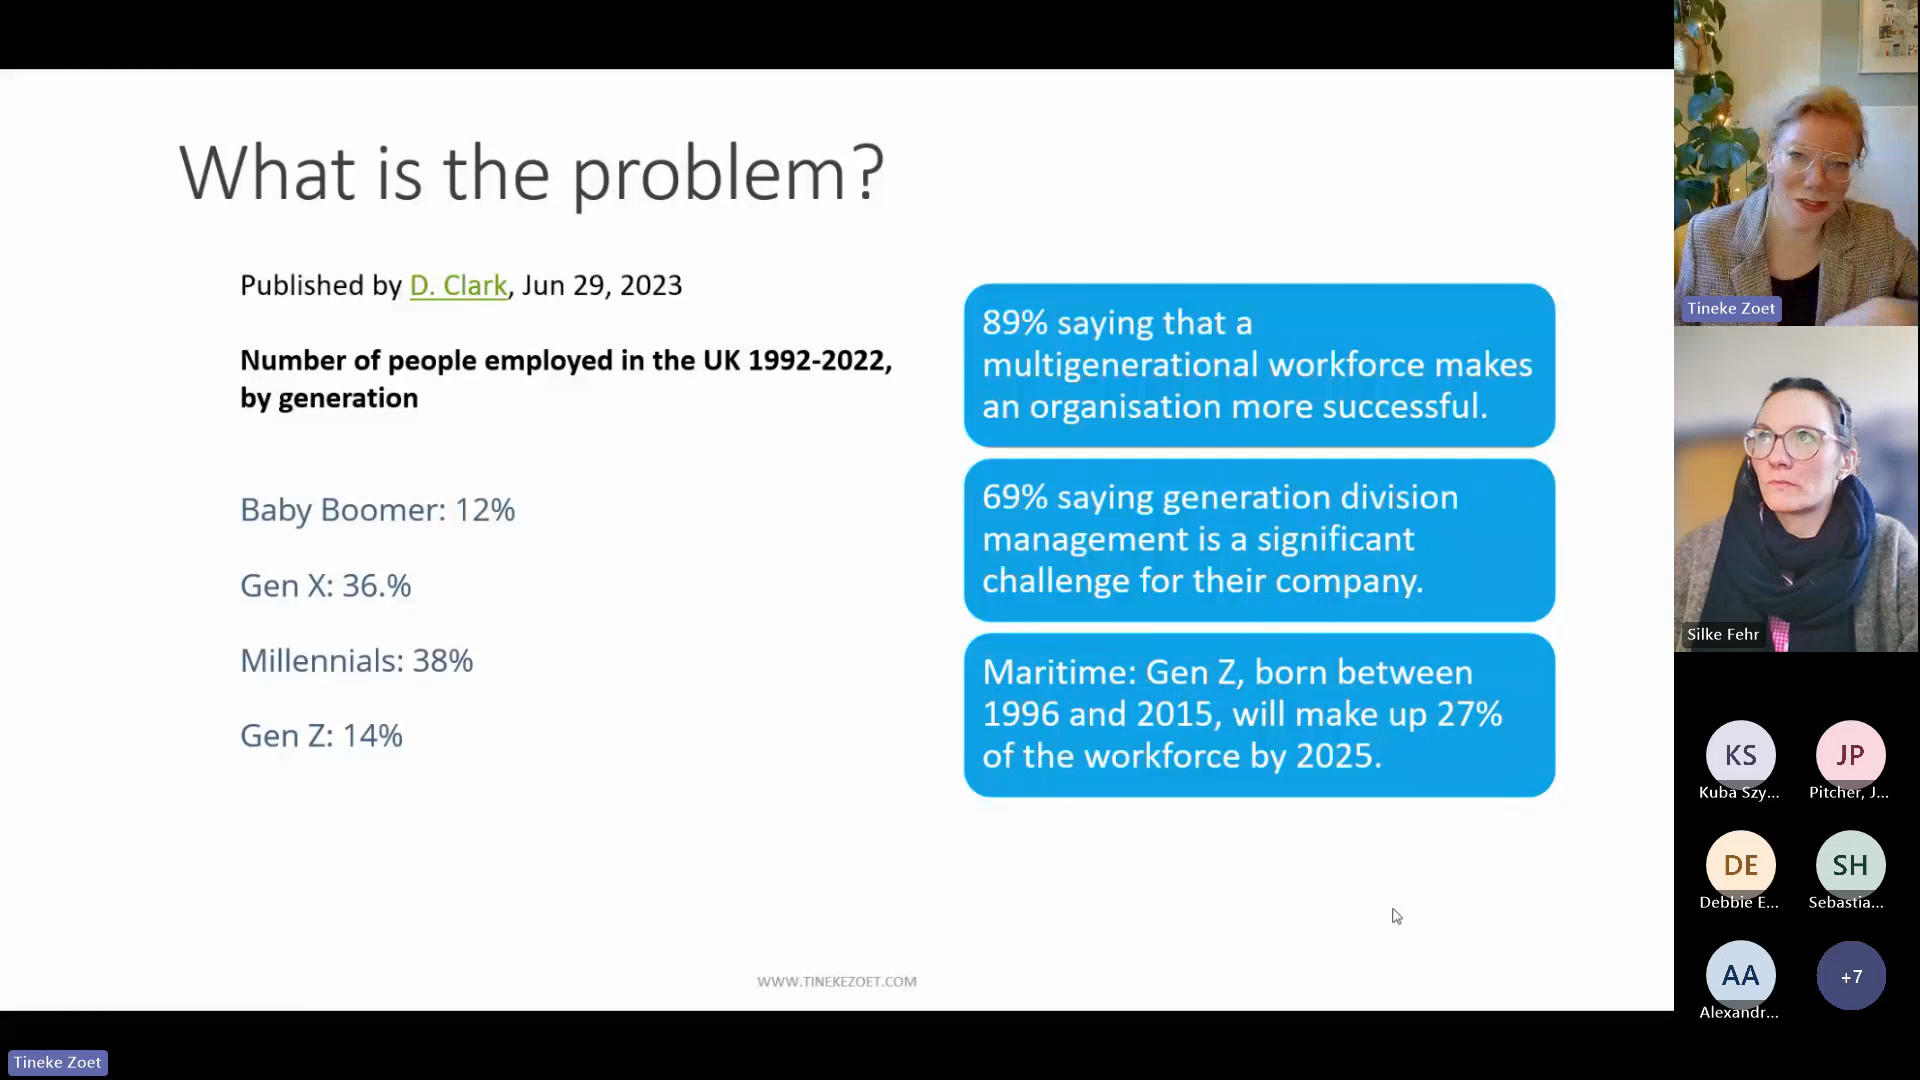 What is the problem?
Published by D. Clark, Jun 29, 2023
Number of people employed in the UK 1992-2022,
by generation
Baby Boomer: 12%
Gen X: 36.%
Millennials: 38%
Gen Z: 14%
89% saying that a
multigenerational workforce makes
an organisation more successful.
69% saying generation division
management is a significant
challenge for their company.
Maritime: Gen Z, born between
1996 and 2015, will make up 27%
of the workforce by 2025.
WWW.TINEKEZOET.COM
Tineke Zoet
Silke Fehr
KS
Kuba Szy...
JP
Pitcher, J...
DE
Debbie E...
SH
Sebastia...
AA
Alexandr...
+7
Tineke Zoet